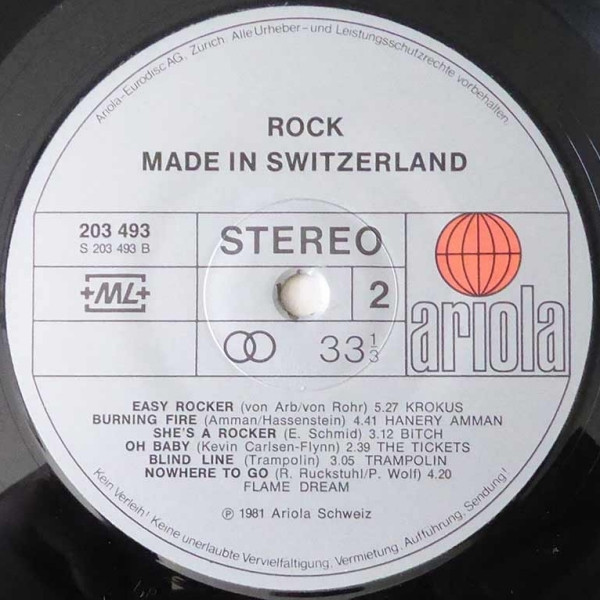 Ariola-Eurodisc AG, Zürich. Alle Urheber- und Leistungsschutzrechte vorbehalten.
ROCK
MADE IN SWITZERLAND
203 493
S 203 493 B
STEREO
+ML+
2
33 1/3
ariola
EASY ROCKER (von Arb/von Rohr) 5.27 KROKUS
BURNING FIRE (Amman/Hassenstein) 4.41 HANERY AMMAN
SHE'S A ROCKER (E. Schmid) 3.12 BITCH
OH BABY (Kevin Carlsen-Flynn) 2.39 THE TICKETS
BLIND LINE (Trampolin) 3.05 TRAMPOLIN
NOWHERE TO GO (R. Ruckstuhl/P. Wolf) 4.20
FLAME DREAM
℗ 1981 Ariola Schweiz
Kein Verleih! Keine unerlaubte Vervielfältigung, Vermietung, Aufführung, Sendung!